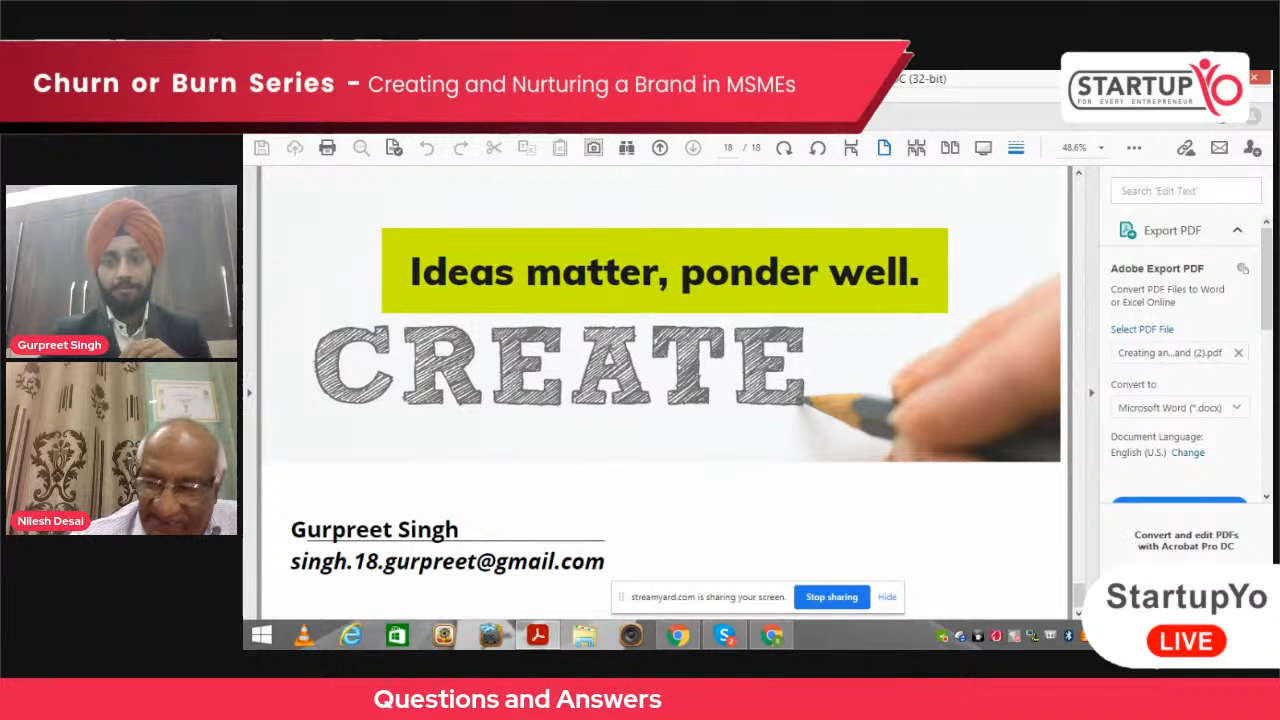 Churn or Burn Series - Creating and Nurturing a Brand in MSMEs
C (32-bit)
STARTUP YO
FOR EVERY ENTREPRENEUR
18 / 18
48.6%
Search 'Edit Text'
Export PDF
Adobe Export PDF
Convert PDF Files to Word
or Excel Online
Select PDF File
Creating an...and (2).pdf
Convert to
Microsoft Word (*.docx)
Document Language:
English (U.S.) Change
Convert and edit PDFs
with Acrobat Pro DC
Gurpreet Singh
Nilesh Desai
Ideas matter, ponder well.
CREATE
Gurpreet Singh
singh.18.gurpreet@gmail.com
streamyard.com is sharing your screen.
Stop sharing
Hide
StartupYo
LIVE
Questions and Answers